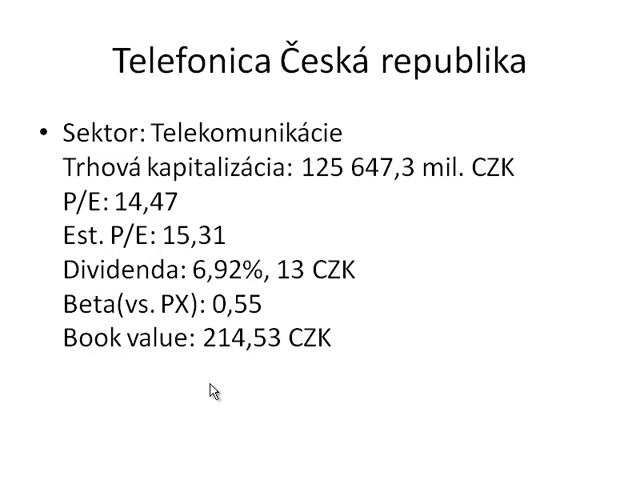 Telefonica Česká republika
• Sektor: Telekomunikácie
Trhová kapitalizácia: 125 647,3 mil. CZK
P/E: 14,47
Est. P/E: 15,31
Dividenda: 6,92%, 13 CZK
Beta(vs. PX): 0,55
Book value: 214,53 CZK